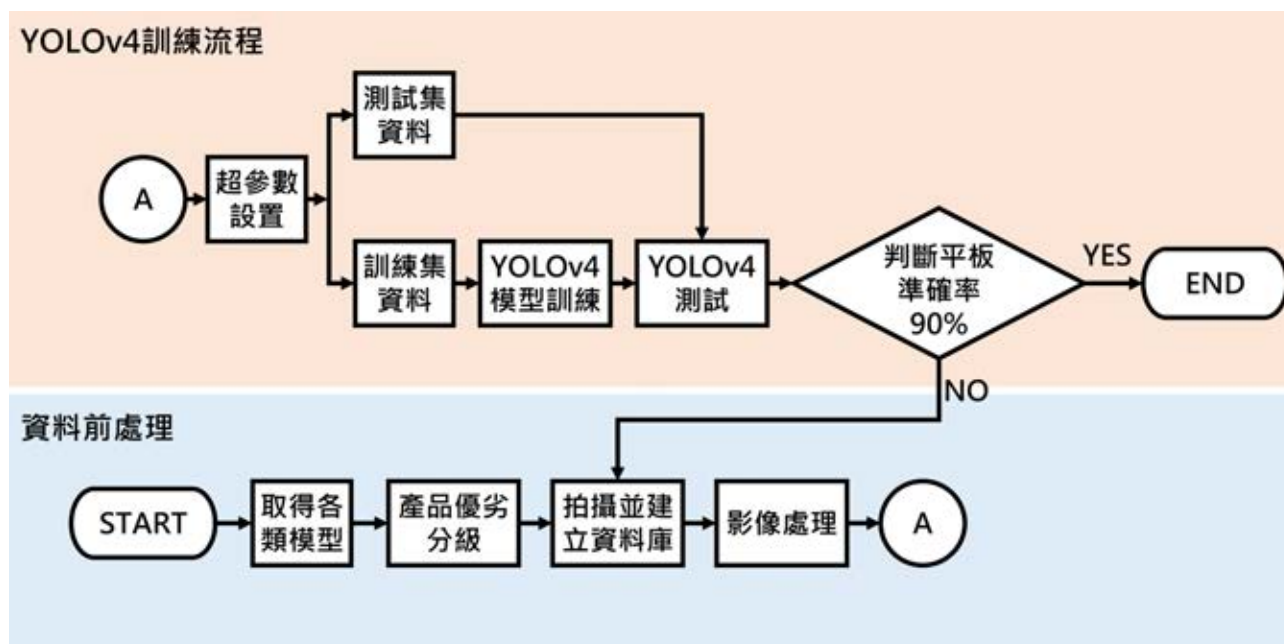 YOLOv4訓練流程
測試集
資料
A
超參數
設置
訓練集
資料
YOLOv4
模型訓練
YOLOv4
測試
判斷平板
準確率
90%
YES
END
NO
資料前處理
START
取得各
類模型
產品優劣
分級
拍攝並建
立資料庫
影像處理
A